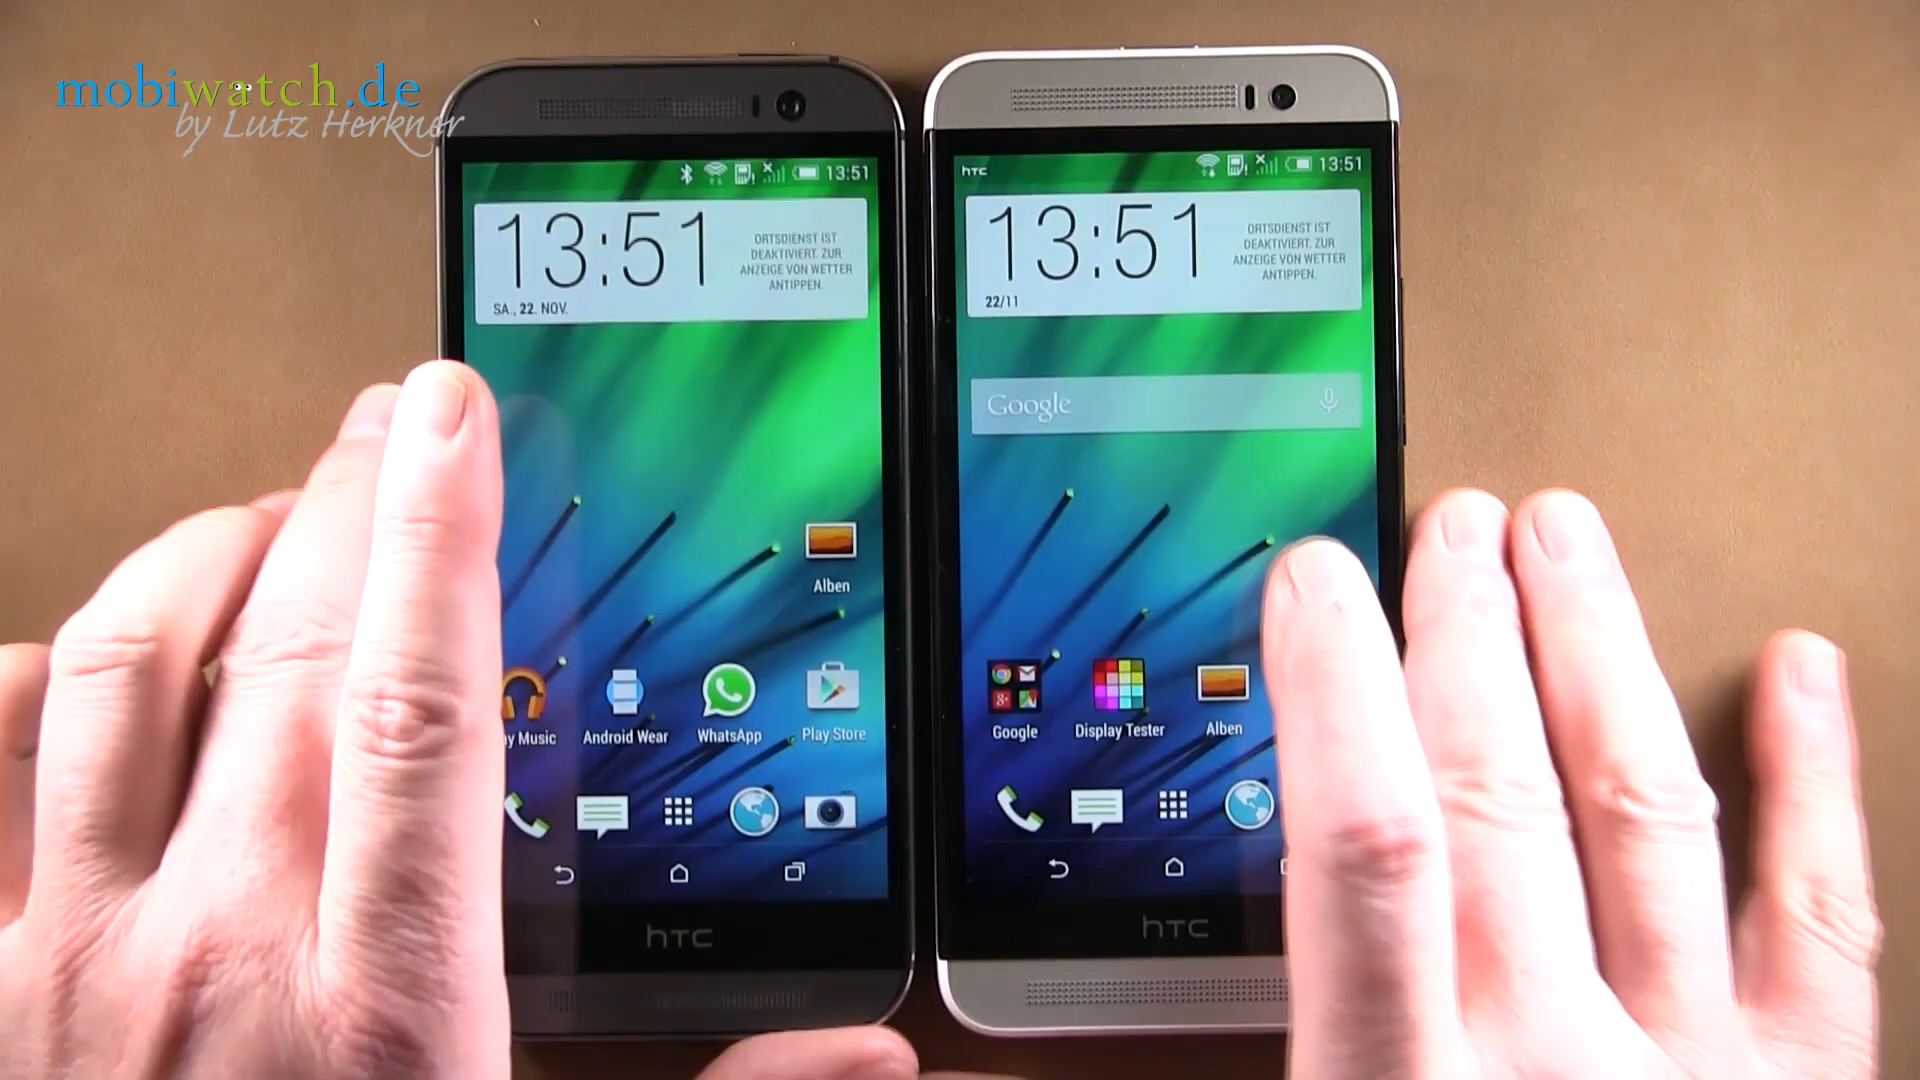 mobiwatch.de
by Lutz Herkner
13:51
13:51
ORTSDIENST IST
DEAKTIVIERT. ZUR
ANZEIGE VON WETTER
ANTIPPEN.
SA., 22. NOV.
Alben
ay Music
Android Wear
WhatsApp
Play Store
hTC
hTC
13:51
13:51
ORTSDIENST IST
DEAKTIVIERT. ZUR
ANZEIGE VON WETTER
ANTIPPEN.
22/11
Google
Google
Display Tester
Alben
hTC